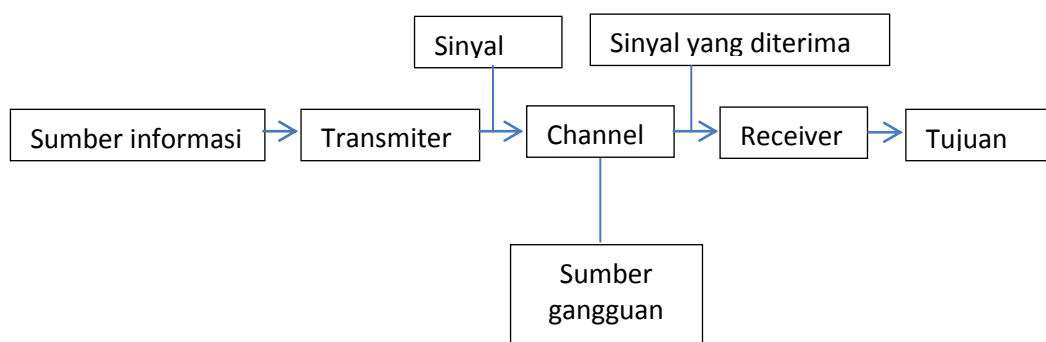 Sinyal
Sinyal yang diterima
Sumber informasi
Transmiter
Channel
Receiver
Tujuan
Sumber
gangguan